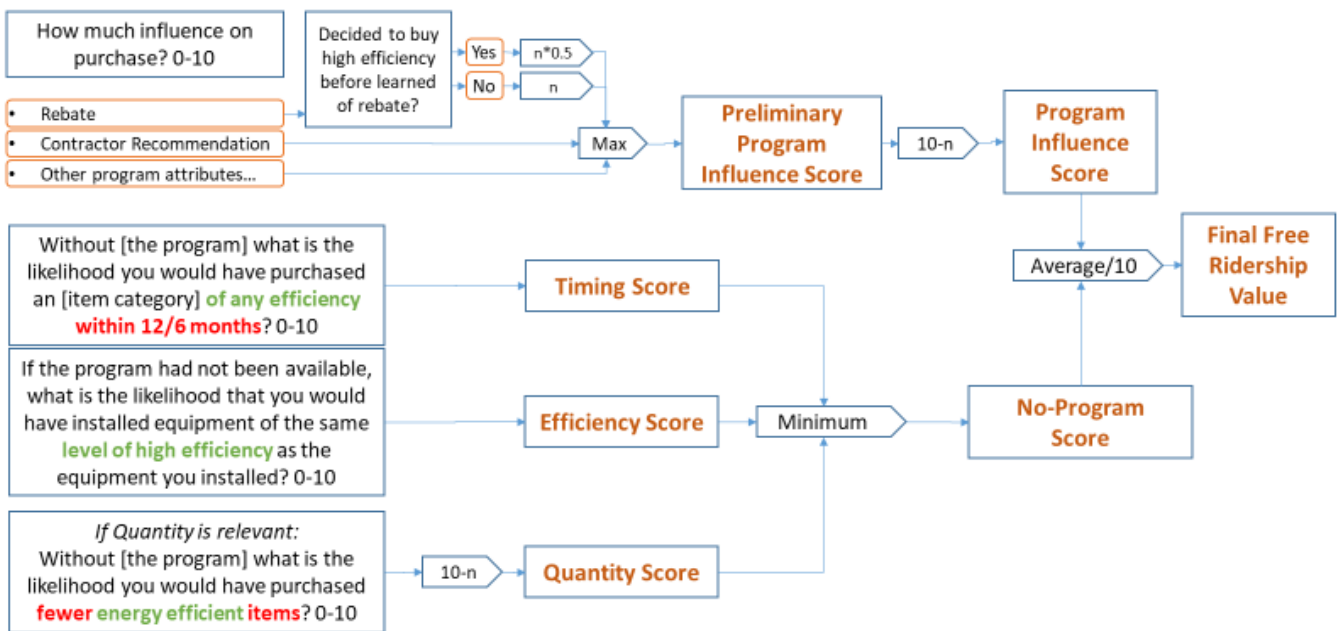 How much influence on
purchase? 0-10
Decided to buy
high efficiency
before learned
of rebate?
Yes
n*0.5
No
n
• Rebate
• Contractor Recommendation
• Other program attributes...
Max
Preliminary
Program
Influence Score
10-n
Program
Influence
Score
Without [the program] what is the
likelihood you would have purchased
an [item category] of any efficiency
within 12/6 months? 0-10
Timing Score
Average/10
Final Free
Ridership
Value
If the program had not been available,
what is the likelihood that you would
have installed equipment of the same
level of high efficiency as the
equipment you installed? 0-10
Efficiency Score
Minimum
No-Program
Score
If Quantity is relevant:
Without [the program] what is the
likelihood you would have purchased
fewer energy efficient items? 0-10
10-n
Quantity Score